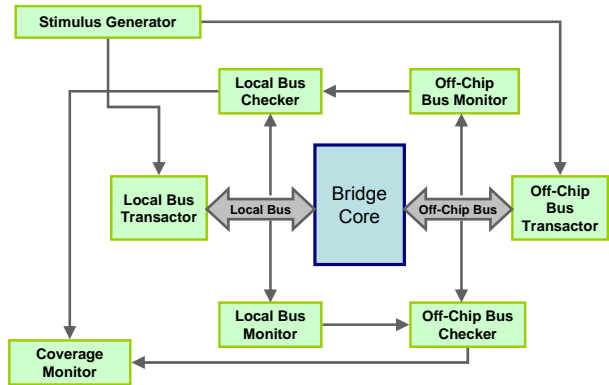 Stimulus Generator
Local Bus
Checker
Off-Chip
Bus Monitor
Local Bus
Transactor
Local Bus
Bridge
Core
Off-Chip Bus
Off-Chip
Bus
Transactor
Local Bus
Monitor
Off-Chip Bus
Checker
Coverage
Monitor